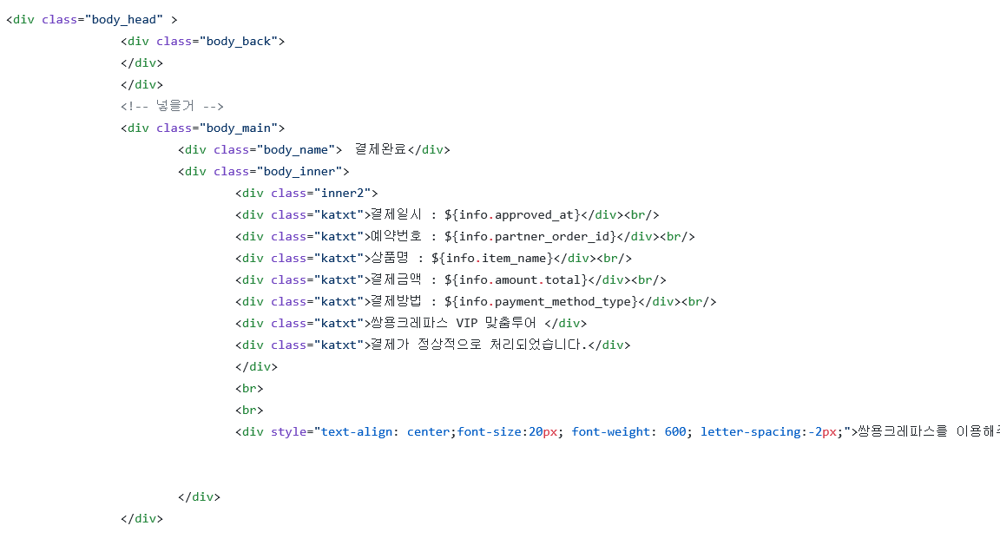 <div class="body_head" >
<div class="body_back">
</div>
</div>
<!-- 넣을거 -->
<div class="body_main">
<div class="body_name"> 결제완료</div>
<div class="body_inner">
<div class="inner2">
<div class="katxt">결제일시 : ${info.approved_at}</div><br/>
<div class="katxt">예약번호 : ${info.partner_order_id}</div><br/>
<div class="katxt">상품명 : ${info.item_name}</div><br/>
<div class="katxt">결제금액 : ${info.amount.total}</div><br/>
<div class="katxt">결제방법 : ${info.payment_method_type}</div><br/>
<div class="katxt">쌍용크레파스 VIP 맞춤투어 </div>
<div class="katxt">결제가 정상적으로 처리되었습니다.</div>
</div>
<br>
<br>
<div style="text-align: center;font-size:20px; font-weight: 600; letter-spacing:-2px;">쌍용크레파스를 이용해
</div>
</div>